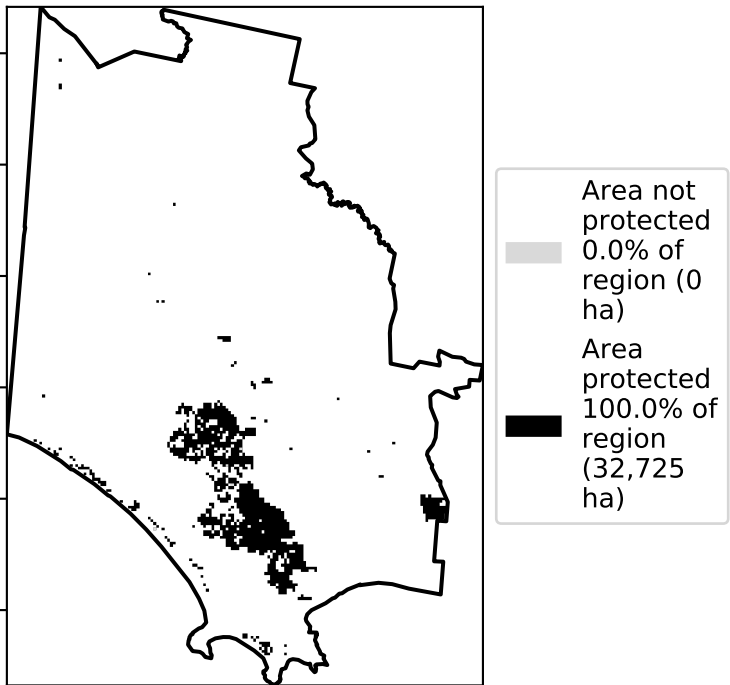 Area not
protected
0.0% of
region (0
ha)
Area
protected
100.0% of
region
(32,725
ha)